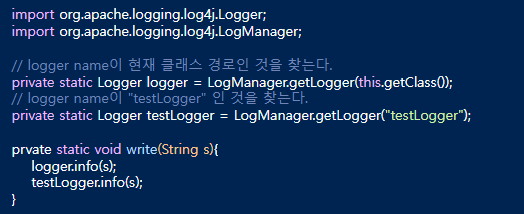 import org.apache.logging.log4j.Logger;
import org.apache.logging.log4j.LogManager;
// logger name이 현재 클래스 경로인 것을 찾는다.
private static Logger logger = LogManager.getLogger(this.getClass());
// logger name이 "testLogger" 인 것을 찾는다.
private static Logger testLogger = LogManager.getLogger("testLogger");
prvate static void write(String s){
logger.info(s);
testLogger.info(s);
}